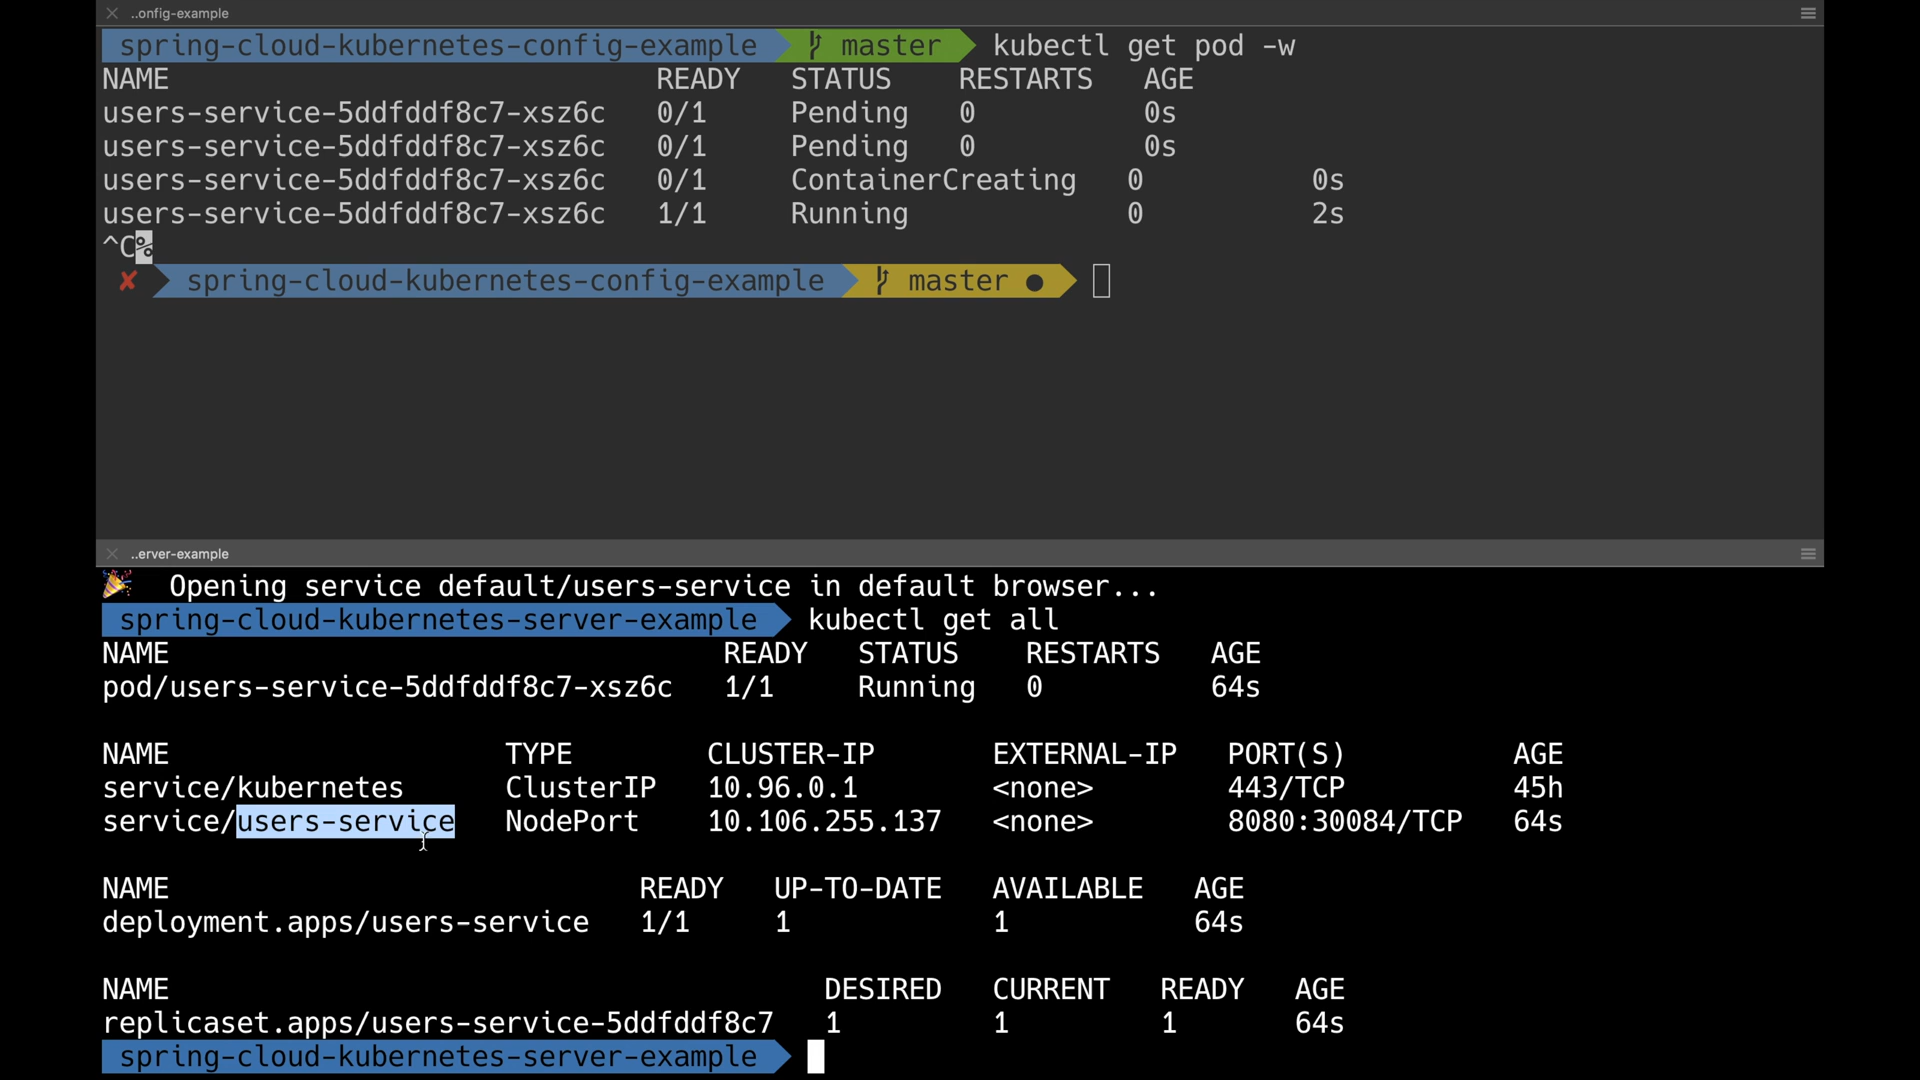 ..onfig-example
spring-cloud-kubernetes-config-example master kubectl get pod -w
NAME READY STATUS RESTARTS AGE
users-service-5ddfddf8c7-xsz6c 0/1 Pending 0 0s
users-service-5ddfddf8c7-xsz6c 0/1 Pending 0 0s
users-service-5ddfddf8c7-xsz6c 0/1 ContainerCreating 0 0s
users-service-5ddfddf8c7-xsz6c 1/1 Running 0 2s
^C%
✘ spring-cloud-kubernetes-config-example master ●
..erver-example
🎉 Opening service default/users-service in default browser...
spring-cloud-kubernetes-server-example kubectl get all
NAME READY STATUS RESTARTS AGE
pod/users-service-5ddfddf8c7-xsz6c 1/1 Running 0 64s
NAME TYPE CLUSTER-IP EXTERNAL-IP PORT(S) AGE
service/kubernetes ClusterIP 10.96.0.1 <none> 443/TCP 45h
service/users-service NodePort 10.106.255.137 <none> 8080:30084/TCP 64s
NAME READY UP-TO-DATE AVAILABLE AGE
deployment.apps/users-service 1/1 1 1 64s
NAME DESIRED CURRENT READY AGE
replicaset.apps/users-service-5ddfddf8c7 1 1 1 64s
spring-cloud-kubernetes-server-example